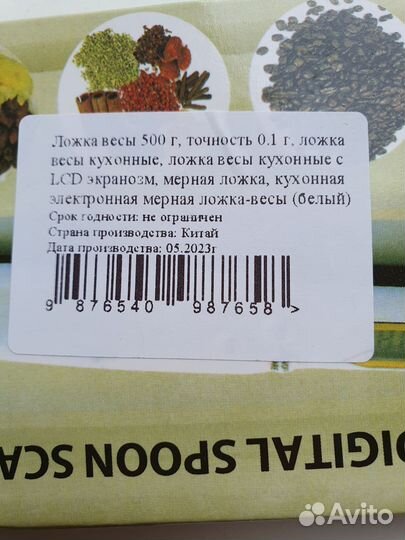 Ложка весы 500 г, точность 0.1 г, ложка
весы кухонные, ложка весы кухонные с
LCD экранозм, мерная ложка, кухонная
электронная мерная ложка-весы (белый)
Срок годности: не ограничен
Страна производства: Китай
Дата производства: 05.2023г
9 876540 987658 >
DIGITAL SPOON SCA
Avito